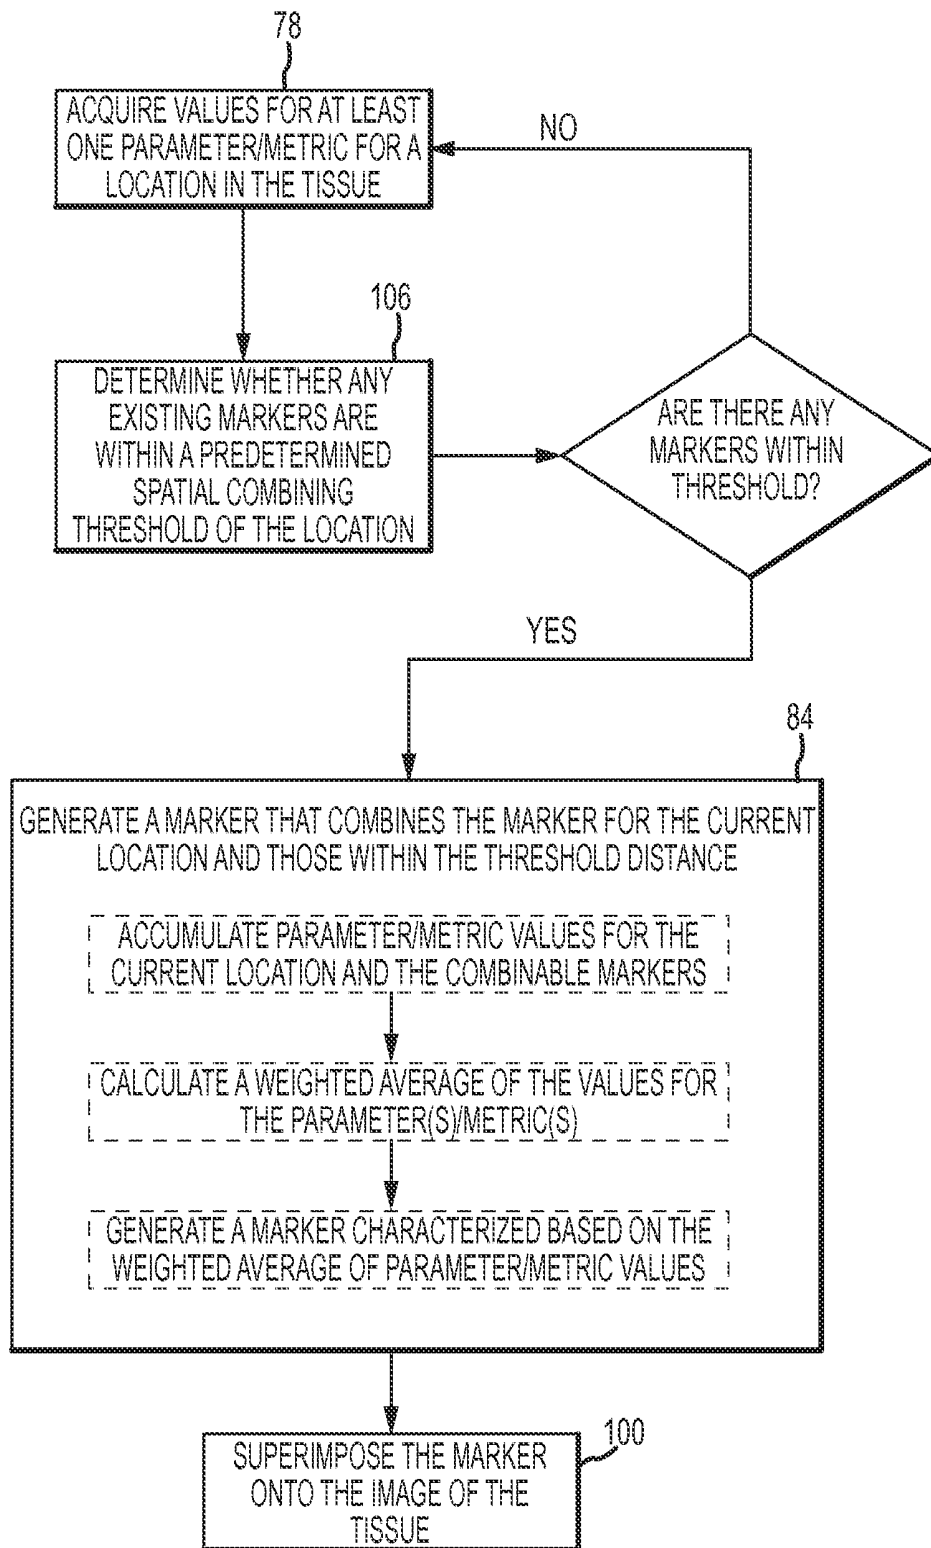 78
ACQUIRE VALUES FOR AT LEAST
ONE PARAMETER/METRIC FOR A
LOCATION IN THE TISSUE
NO
106
DETERMINE WHETHER ANY
EXISTING MARKERS ARE
WITHIN A PREDETERMINED
SPATIAL COMBINING
THRESHOLD OF THE LOCATION
ARE THERE ANY
MARKERS WITHIN
THRESHOLD?
YES
84
GENERATE A MARKER THAT COMBINES THE MARKER FOR THE CURRENT
LOCATION AND THOSE WITHIN THE THRESHOLD DISTANCE
ACCUMULATE PARAMETER/METRIC VALUES FOR THE
CURRENT LOCATION AND THE COMBINABLE MARKERS
CALCULATE A WEIGHTED AVERAGE OF THE VALUES FOR
THE PARAMETER(S)/METRIC(S)
GENERATE A MARKER CHARACTERIZED BASED ON THE
WEIGHTED AVERAGE OF PARAMETER/METRIC VALUES
100
SUPERIMPOSE THE MARKER
ONTO THE IMAGE OF THE
TISSUE